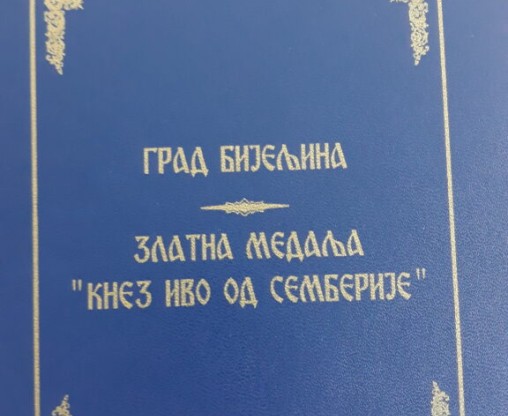 ГРАД БИЈЕЉИНА
ЗЛАТНА МЕДАЉА
"КНЕЗ ИВО ОД СЕМБЕРИЈЕ"